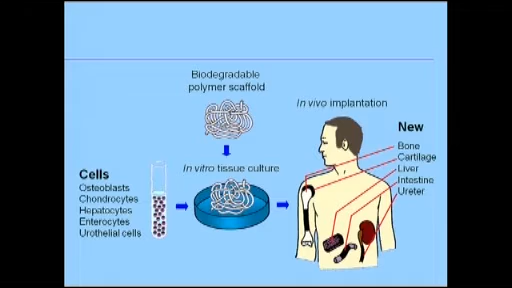 Biodegradable
polymer scaffold
In vivo implantation
New
Bone
Cartilage
Liver
Intestine
Ureter
In vitro tissue culture
Cells
Osteoblasts
Chondrocytes
Hepatocytes
Enterocytes
Urothelial cells